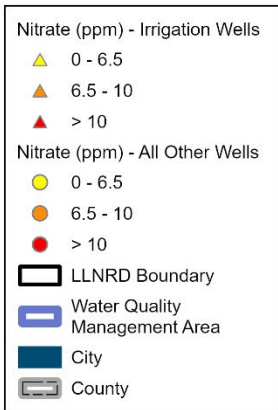 Nitrate (ppm) - Irrigation Wells
0 - 6.5
6.5 - 10
> 10
Nitrate (ppm) - All Other Wells
0 - 6.5
6.5 - 10
> 10
LLNRD Boundary
Water Quality
Management Area
City
County